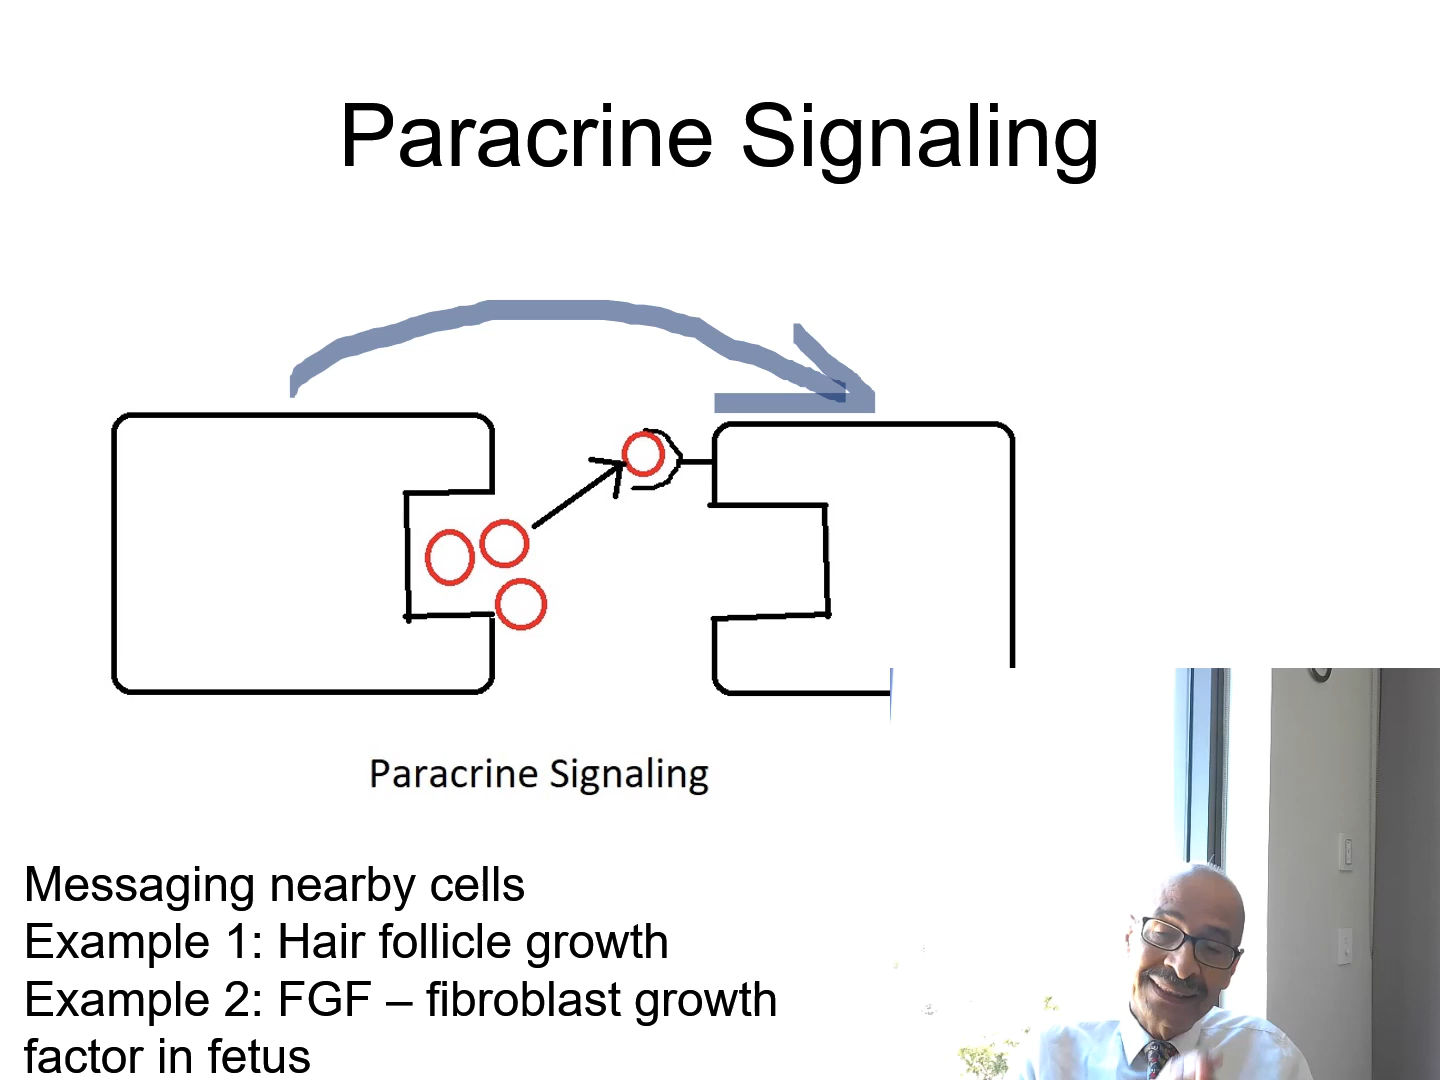 Paracrine Signaling
Paracrine Signaling
Messaging nearby cells
Example 1: Hair follicle growth
Example 2: FGF – fibroblast growth
factor in fetus